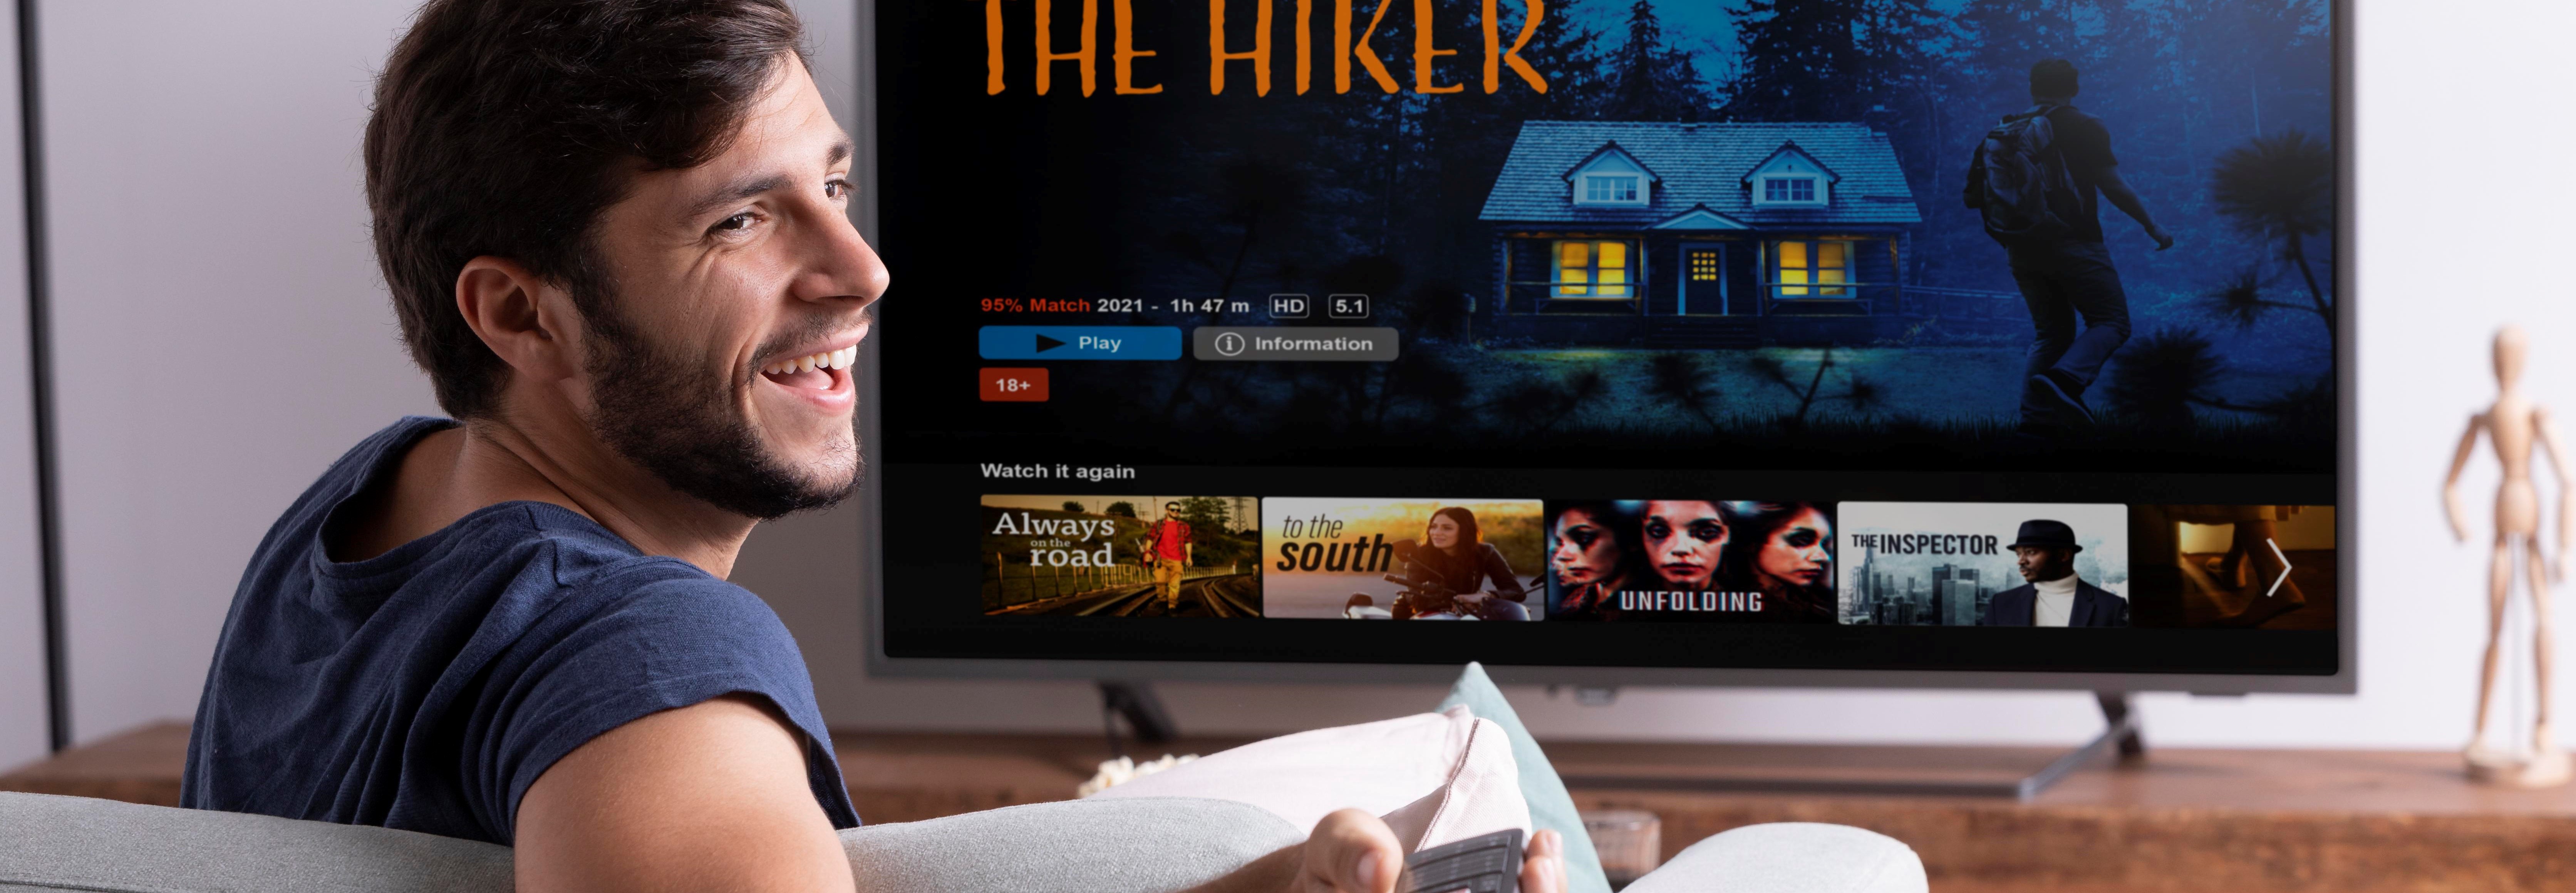 THE HIKER
95% Match 2021 - 1h 47 m HD 5.1
Play
Information
18+
Watch it again
Always
on the
road
to the
south
UNFOLDING
THE INSPECTOR